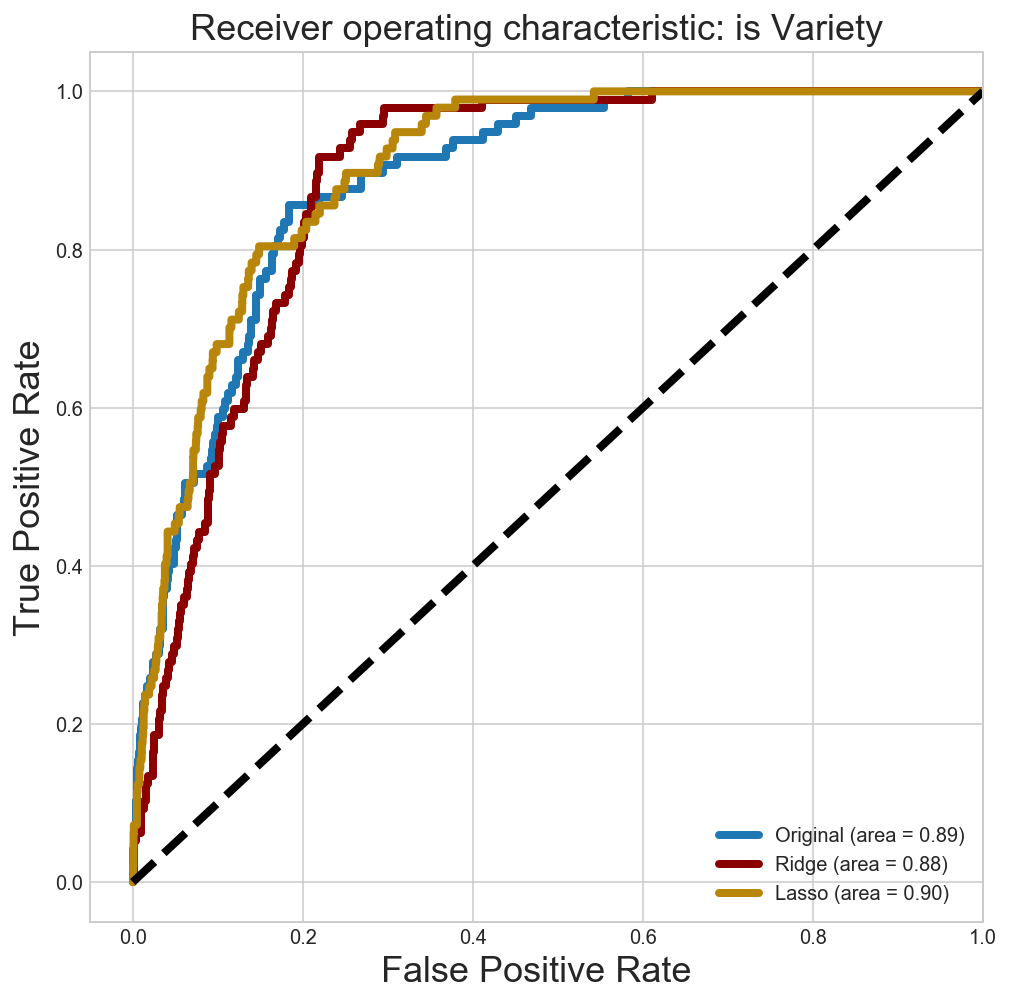 Receiver operating characteristic: is Variety
True Positive Rate
1.0
0.8
0.6
0.4
0.2
0.0
Original (area = 0.89)
Ridge (area = 0.88)
Lasso (area = 0.90)
0.0 0.2 0.4 0.6 0.8 1.0
False Positive Rate